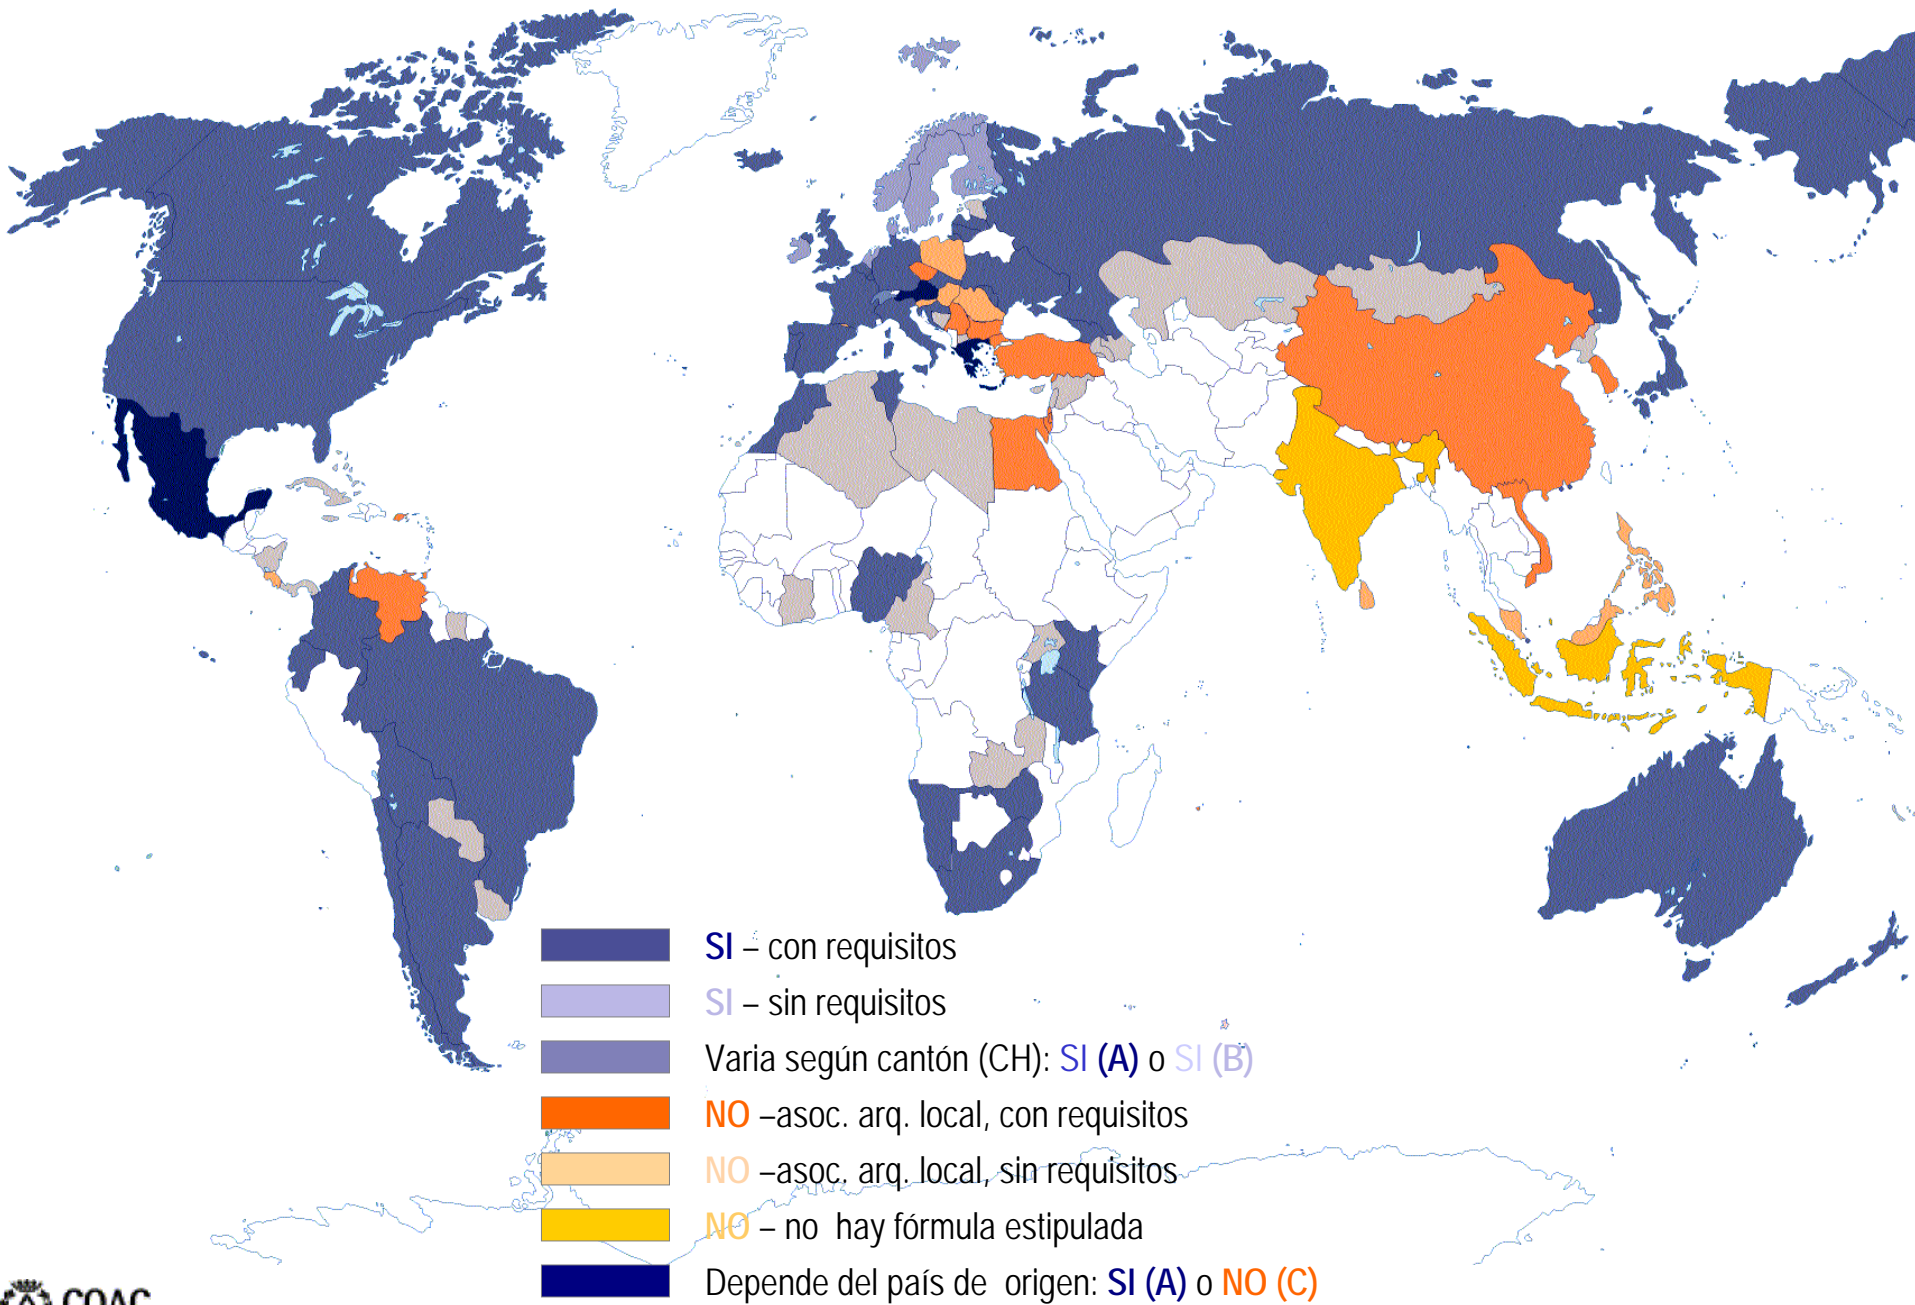 SI – con requisitos
SI – sin requisitos
Varia según cantón (CH): SI (A) o SI (B)
NO –asoc. arq. local, con requisitos
NO –asoc. arq. local, sin requisitos
NO – no hay fórmula estipulada
Depende del país de origen: SI (A) o NO (C)
COAC